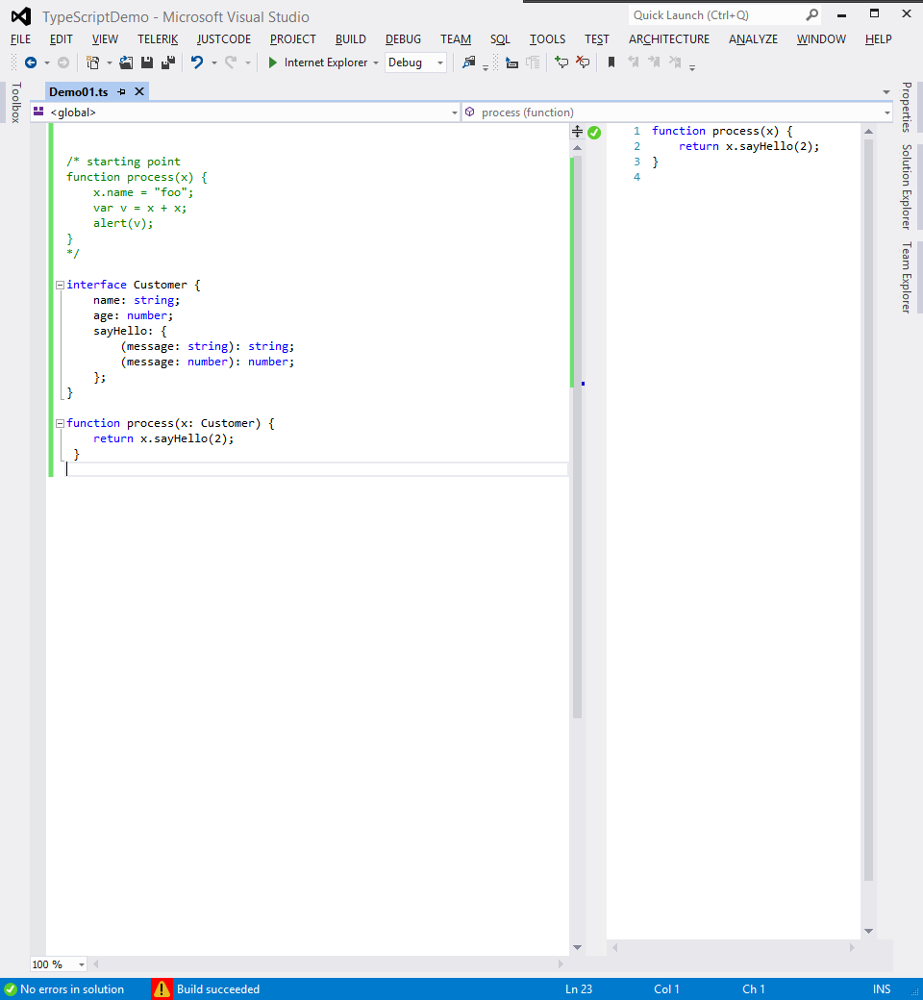 TypeScriptDemo - Microsoft Visual Studio
Quick Launch (Ctrl+Q)
FILE EDIT VIEW TELERIK JUSTCODE PROJECT BUILD DEBUG TEAM SQL TOOLS TEST ARCHITECTURE ANALYZE WINDOW HELP
Internet Explorer Debug
Toolbox
Demo01.ts
<global>
process (function)
/* starting point
function process(x) {
    x.name = "foo";
    var v = x + x;
    alert(v);
}
*/
interface Customer {
    name: string;
    age: number;
    sayHello: {
        (message: string): string;
        (message: number): number;
    };
}
function process(x: Customer) {
    return x.sayHello(2);
 }
1 function process(x) {
2     return x.sayHello(2);
3 }
4
Properties
Solution Explorer
Team Explorer
100 %
No errors in solution
Build succeeded
Ln 23 Col 1 Ch 1 INS